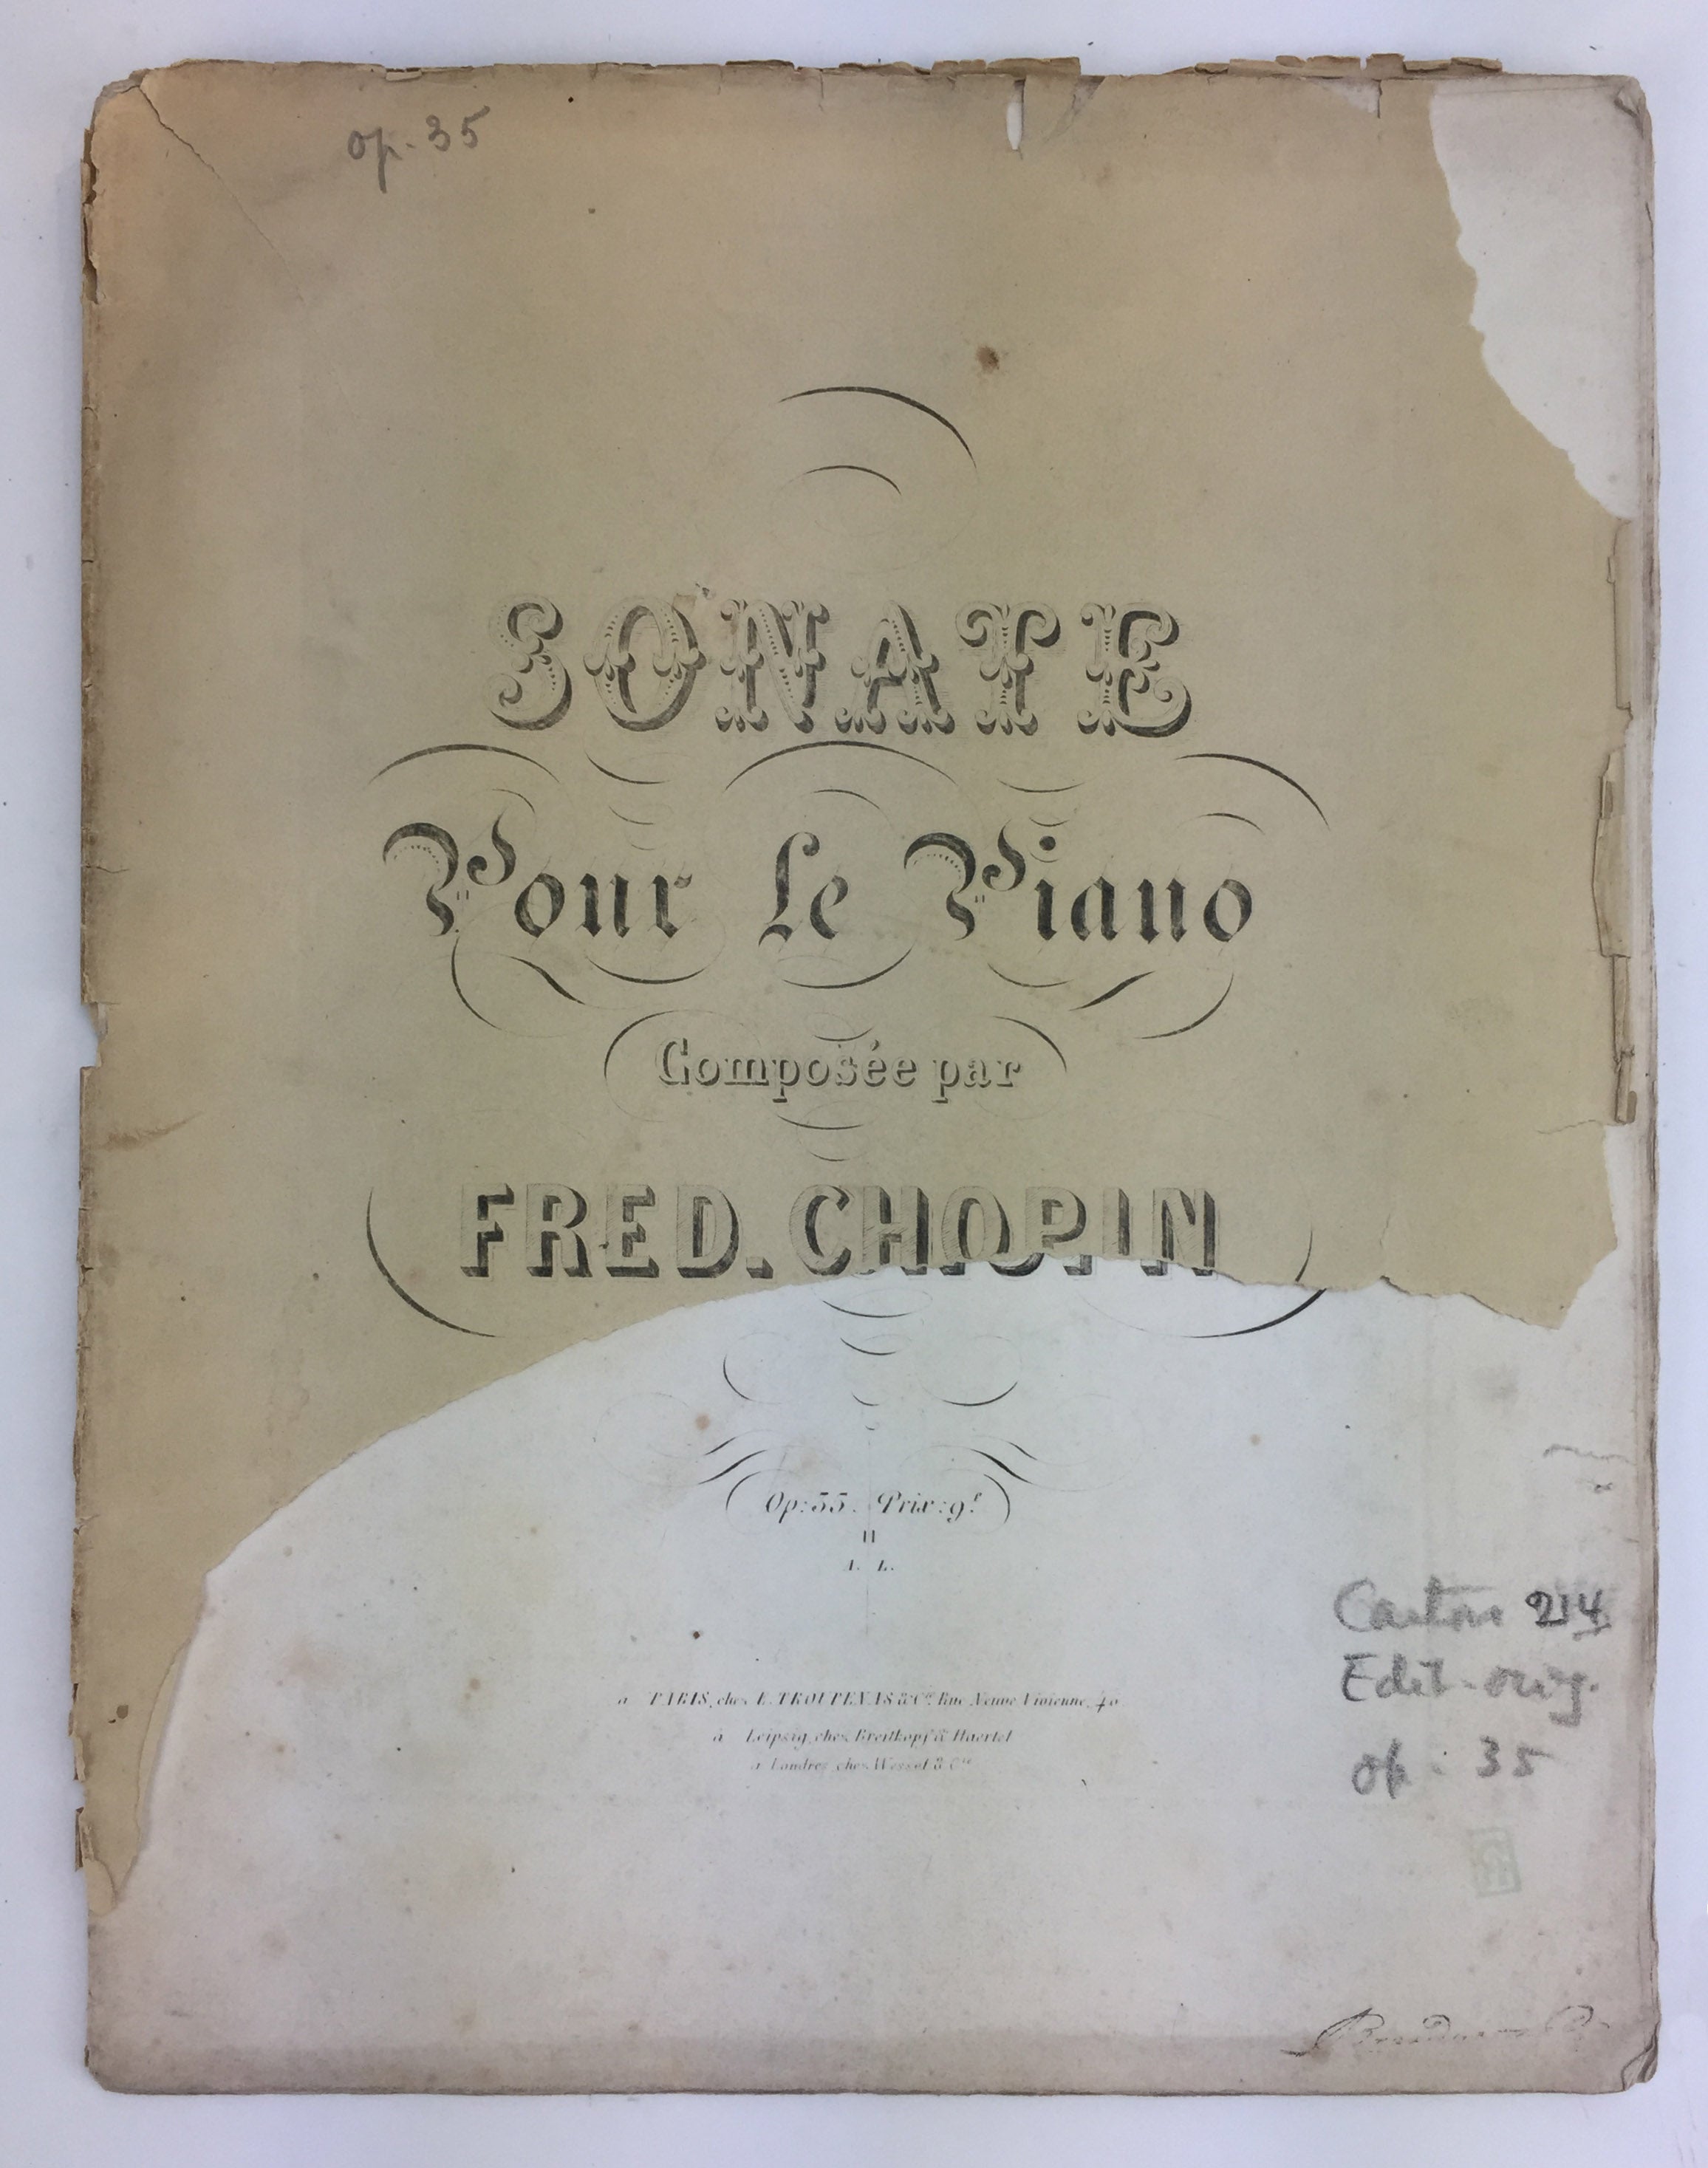 op. 35
SONATE
Pour Le Piano
Composée par
FRED. CHOPIN
Op: 35. Prix: 9f
A. L.
à PARIS, chez E. TROUPENAS & Cie Rue Neuve Vivienne, 40
à Leipzig, chez Breitkopf & Haertel
à Londres, chez Wessel & Cie
Carton 214
Edit. orig.
op. 35